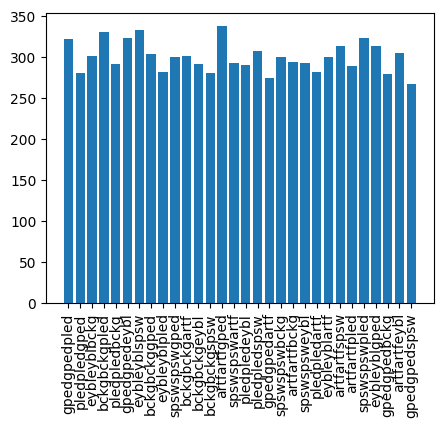 350
300
250
200
150
100
50
0
gpedgpedpled
pledpledgped
eybleyblbckg
bckgbckgpled
pledpledbckg
gpedgpedeybl
eybleyblspsw
bckgbckggped
eybleyblpled
spswspswgped
bckgbckgartf
bckgbckgeybl
bckgbckgspsw
artfartfgped
spswspswartf
pledpledeybl
pledpledspsw
gpedgpedartf
spswspswbckg
artfartfbckg
spswspsweybl
pledpledartf
eybleyblartf
artfartfspsw
artfartfpled
spswspswpled
eybleyblgped
gpedgpedbckg
artfartfeybl
gpedgpedspsw